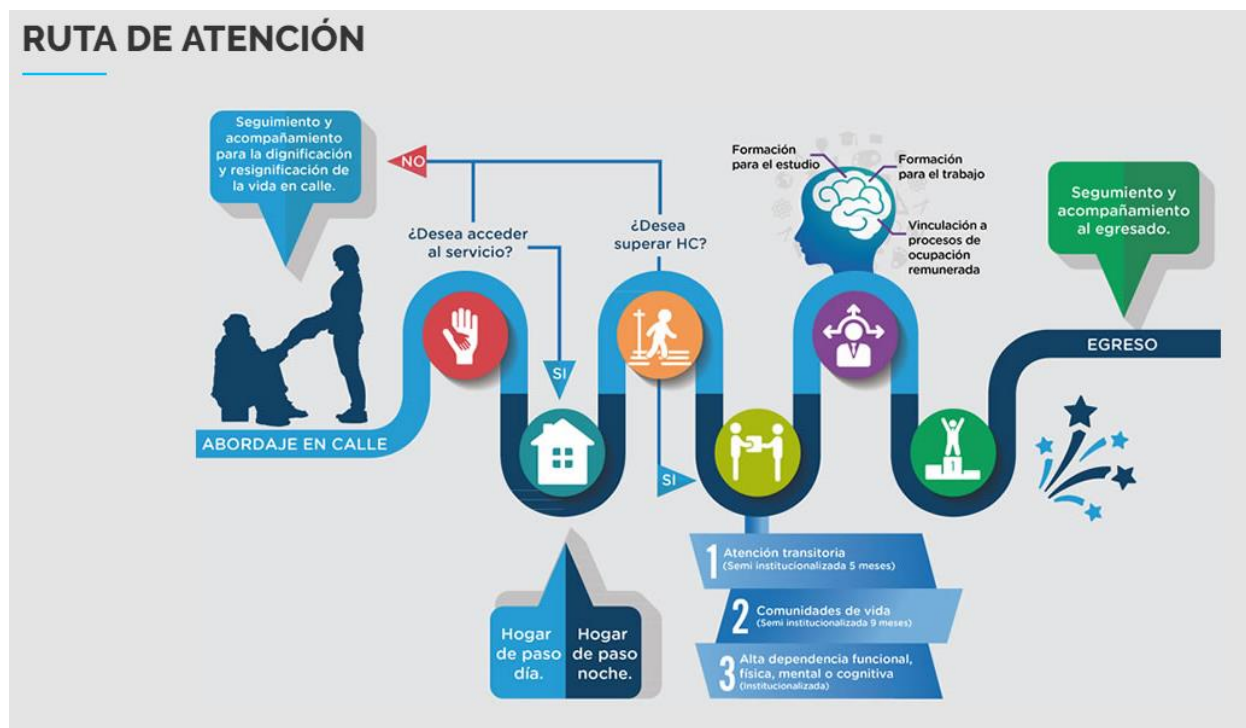 RUTA DE ATENCIÓN
Seguimiento y
acompañamiento
para la dignificación
y resignificación de
la vida en calle.
NO
¿Desea acceder
al servicio?
¿Desea
superar HC?
Formación
para el estudio
Formación
para el trabajo
Vinculación a
procesos de
ocupación
remunerada
Segumiento y
acompañamiento
al egresado.
SI
EGRESO
ABORDAJE EN CALLE
SI
1
1 Atención transitoria
(Semi institucionalizada 5 meses)
2 Comunidades de vida
(Semi institucionalizada 9 meses)
3 Alta dependencia funcional,
física, mental o cognitiva
(Institucionalizada)
Hogar
de paso
día.
Hogar
de paso
noche.